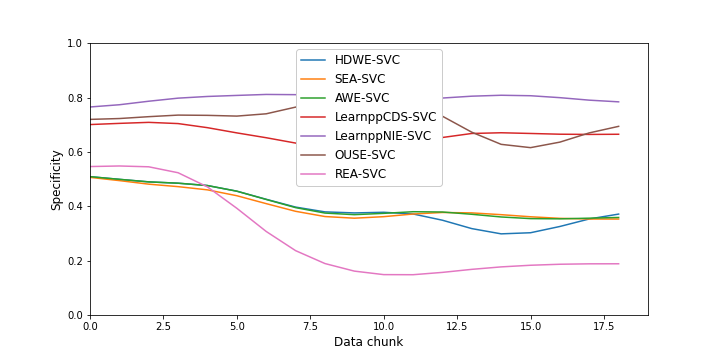 1.0
0.8
0.6
0.4
0.2
0.0
Specificity
HDWE-SVC
SEA-SVC
AWE-SVC
LearnppCDS-SVC
LearnppNIE-SVC
OUSE-SVC
REA-SVC
0.0 2.5 5.0 7.5 10.0 12.5 15.0 17.5
Data chunk